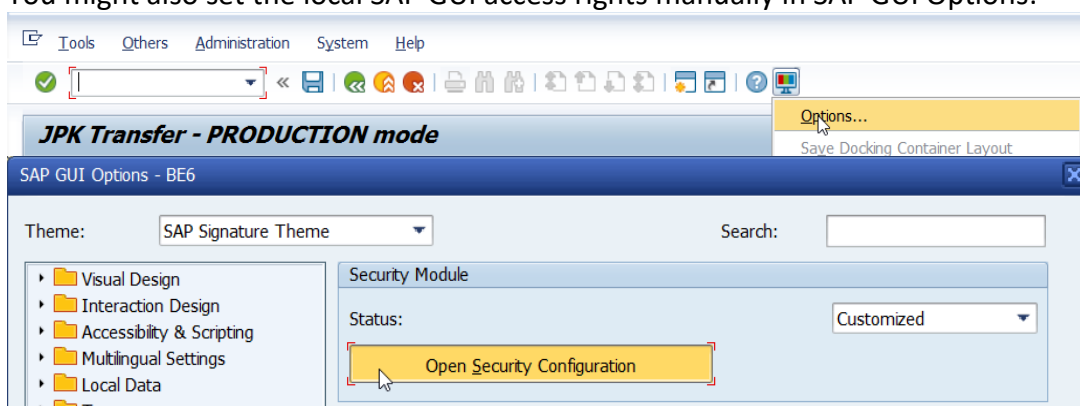 You might also set the local SAP GUI access rights manually in SAP GUI Options:
Tools Others Administration System Help
JPK Transfer - PRODUCTION mode
Options...
Save Docking Container Layout
SAP GUI Options - BE6
Theme: SAP Signature Theme Search:
Visual Design
Interaction Design
Accessibility & Scripting
Multilingual Settings
Local Data
Security Module
Status: Customized
Open Security Configuration